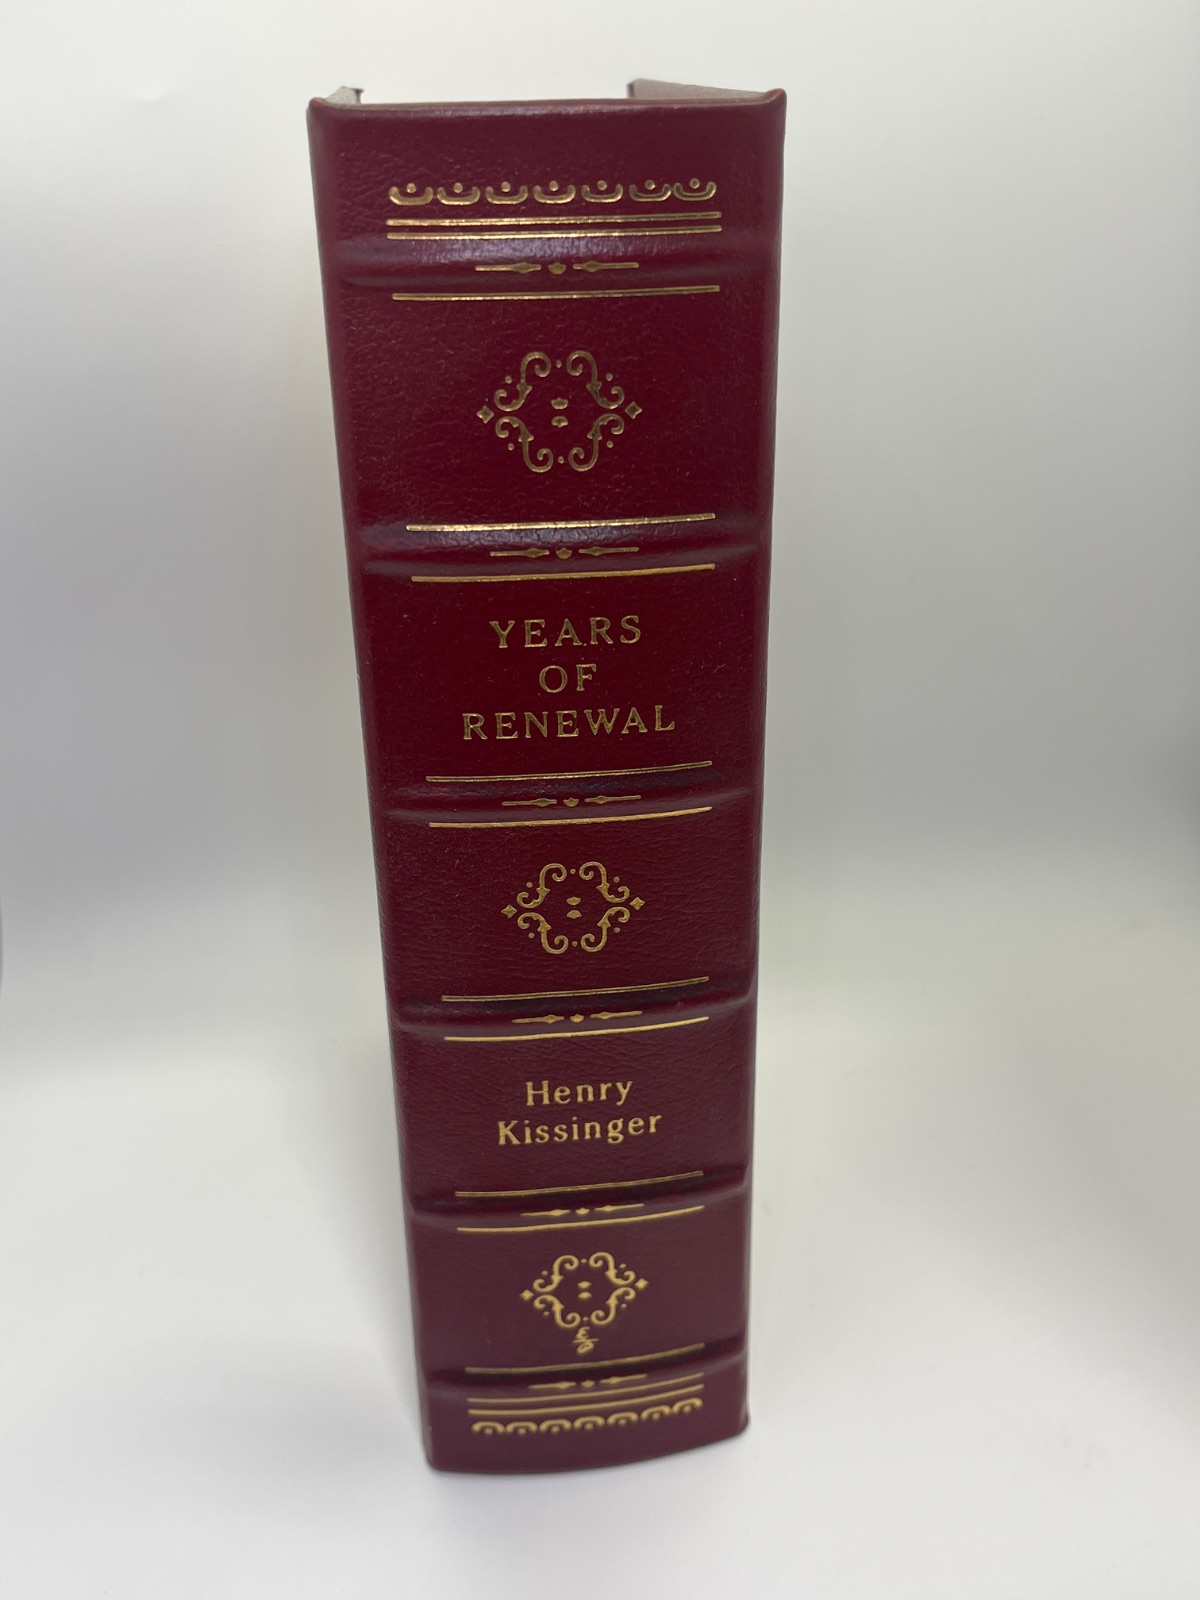 YEARS
OF
RENEWAL
Henry
Kissinger